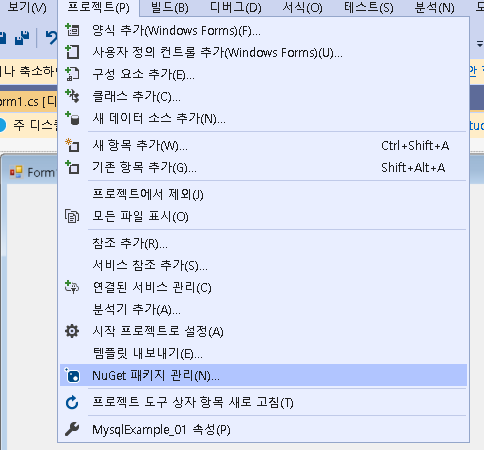 보기(V) 프로젝트(P) 빌드(B) 디버그(D) 서식(O) 테스트(S) 분석(N)
양식 추가(Windows Forms)(F)...
사용자 정의 컨트롤 추가(Windows Forms)(U)...
구성 요소 추가(E)...
클래스 추가(C)...
새 데이터 소스 추가(N)...
새 항목 추가(W)... Ctrl+Shift+A
기존 항목 추가(G)... Shift+Alt+A
프로젝트에서 제외(J)
모든 파일 표시(O)
참조 추가(R)...
서비스 참조 추가(S)...
연결된 서비스 관리(C)
분석기 추가(A)...
시작 프로젝트로 설정(A)
템플릿 내보내기(E)...
NuGet 패키지 관리(N)...
프로젝트 도구 상자 항목 새로 고침(T)
MysqlExample_01 속성(P)
나 축소하
orm1.cs [디
주 디스플
Form